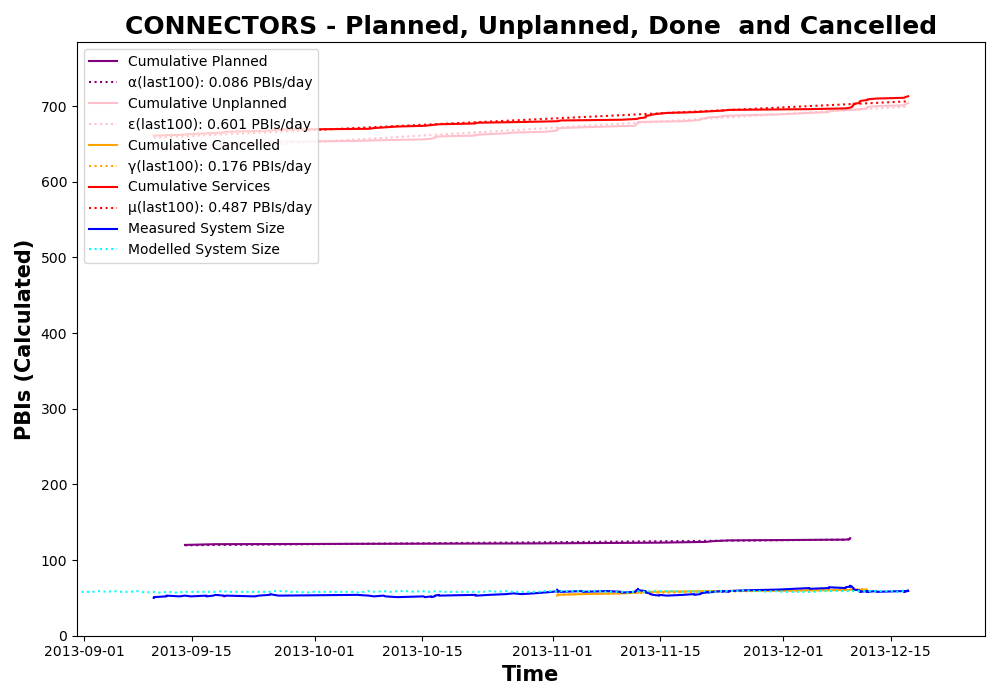 CONNECTORS - Planned, Unplanned, Done  and Cancelled
PBIs (Calculated)
700
600
500
400
300
200
100
0
Cumulative Planned
α(last100): 0.086 PBIs/day
Cumulative Unplanned
ε(last100): 0.601 PBIs/day
Cumulative Cancelled
γ(last100): 0.176 PBIs/day
Cumulative Services
μ(last100): 0.487 PBIs/day
Measured System Size
Modelled System Size
2013-09-01 2013-09-15 2013-10-01 2013-10-15 2013-11-01 2013-11-15 2013-12-01 2013-12-15
Time